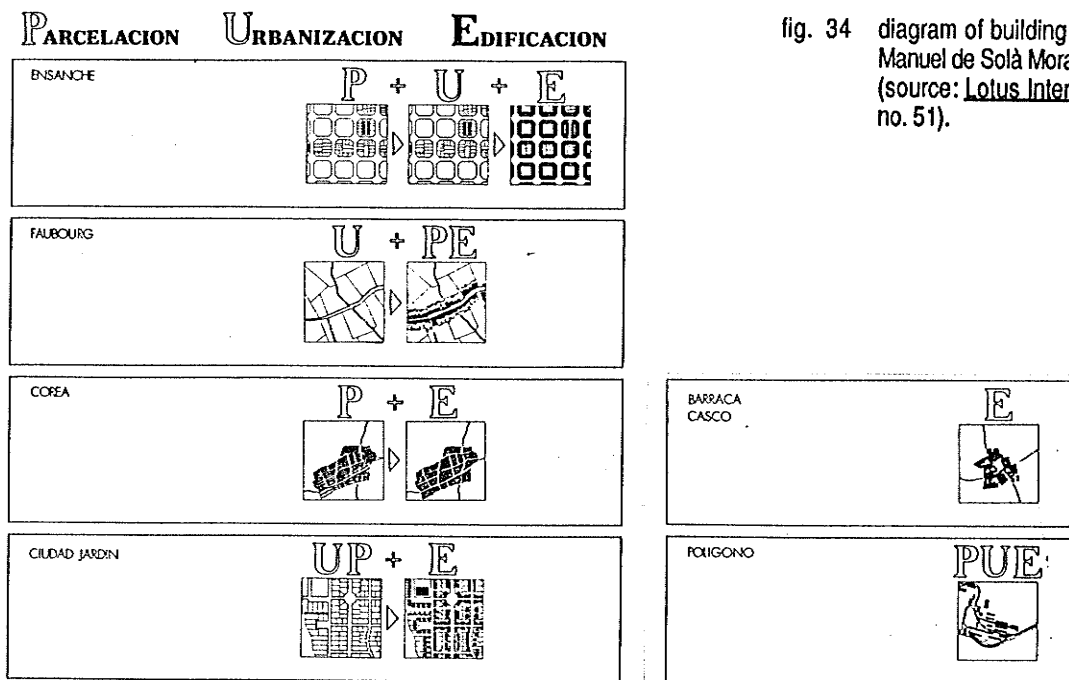 PARCELACION URBANIZACION EDIFICACION
fig. 34 diagram of building
Manuel de Solà Mora
(source: Lotus Inter
no. 51).
ENSANCHE
P + U + E
FAUBOURG
U + PE
COREA
P + E
BARRACA
CASCO
E
CIUDAD JARDIN
UP + E
POLIGONO
PUE